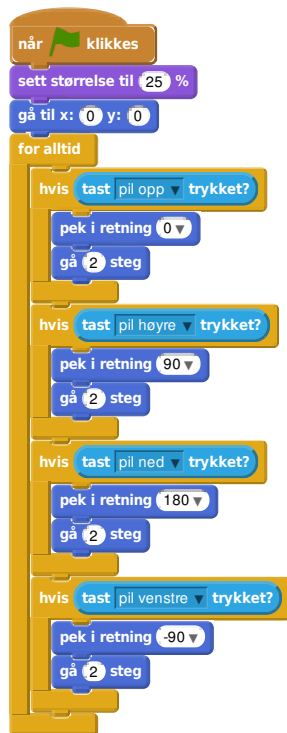 når klikkes
sett størrelse til 25 %
gå til x: 0 y: 0
for alltid
hvis tast pil opp trykket?
pek i retning 0
gå 2 steg
hvis tast pil høyre trykket?
pek i retning 90
gå 2 steg
hvis tast pil ned trykket?
pek i retning 180
gå 2 steg
hvis tast pil venstre trykket?
pek i retning -90
gå 2 steg